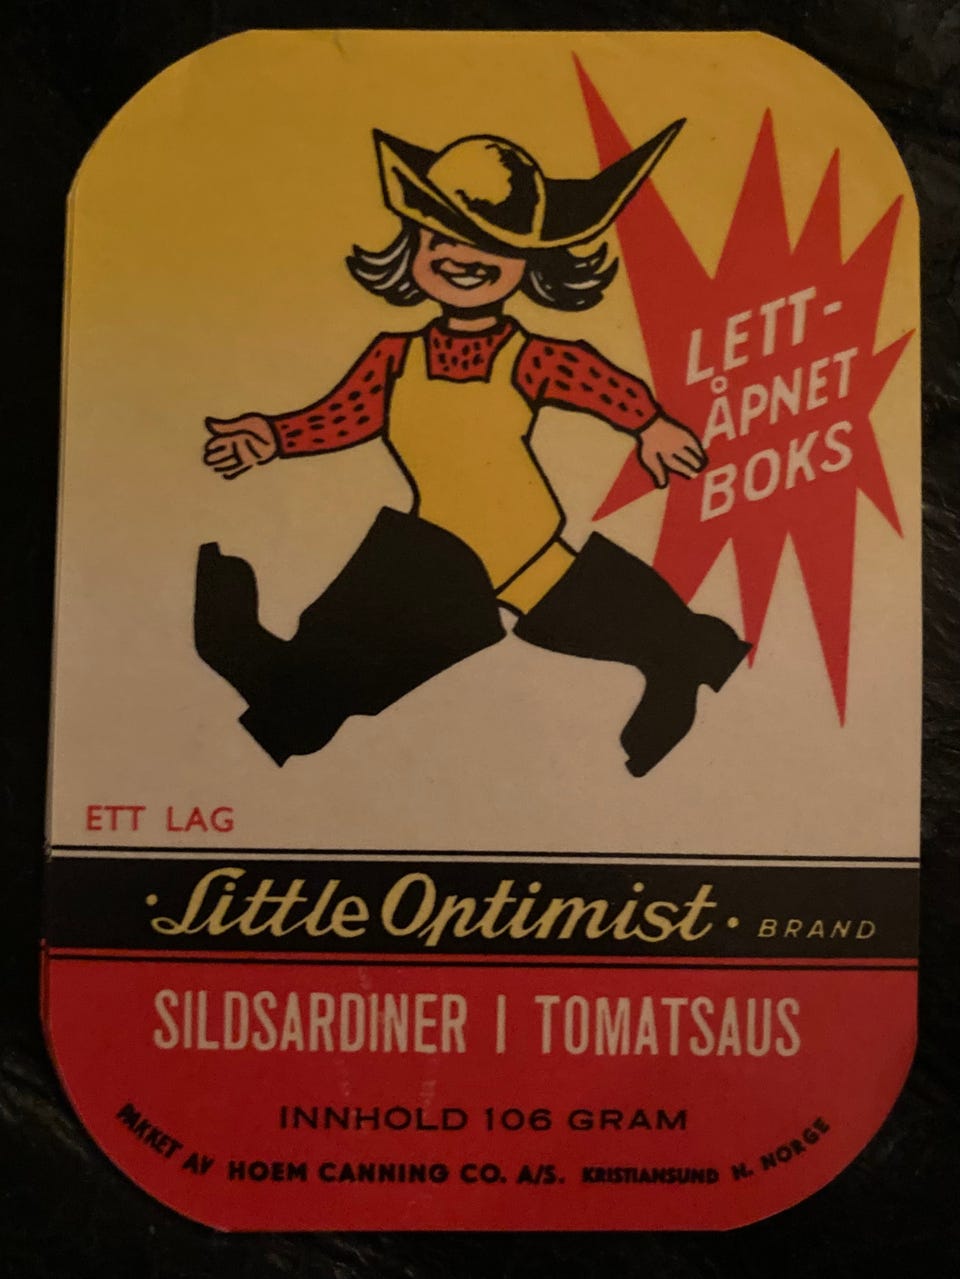 LETT-
ÅPNET
BOKS
ETT LAG
·Little Optimist· BRAND
SILDSARDINER I TOMATSAUS
INNHOLD 106 GRAM
PAKKET AV HOEM CANNING CO. A/S. KRISTIANSUND N. NORGE